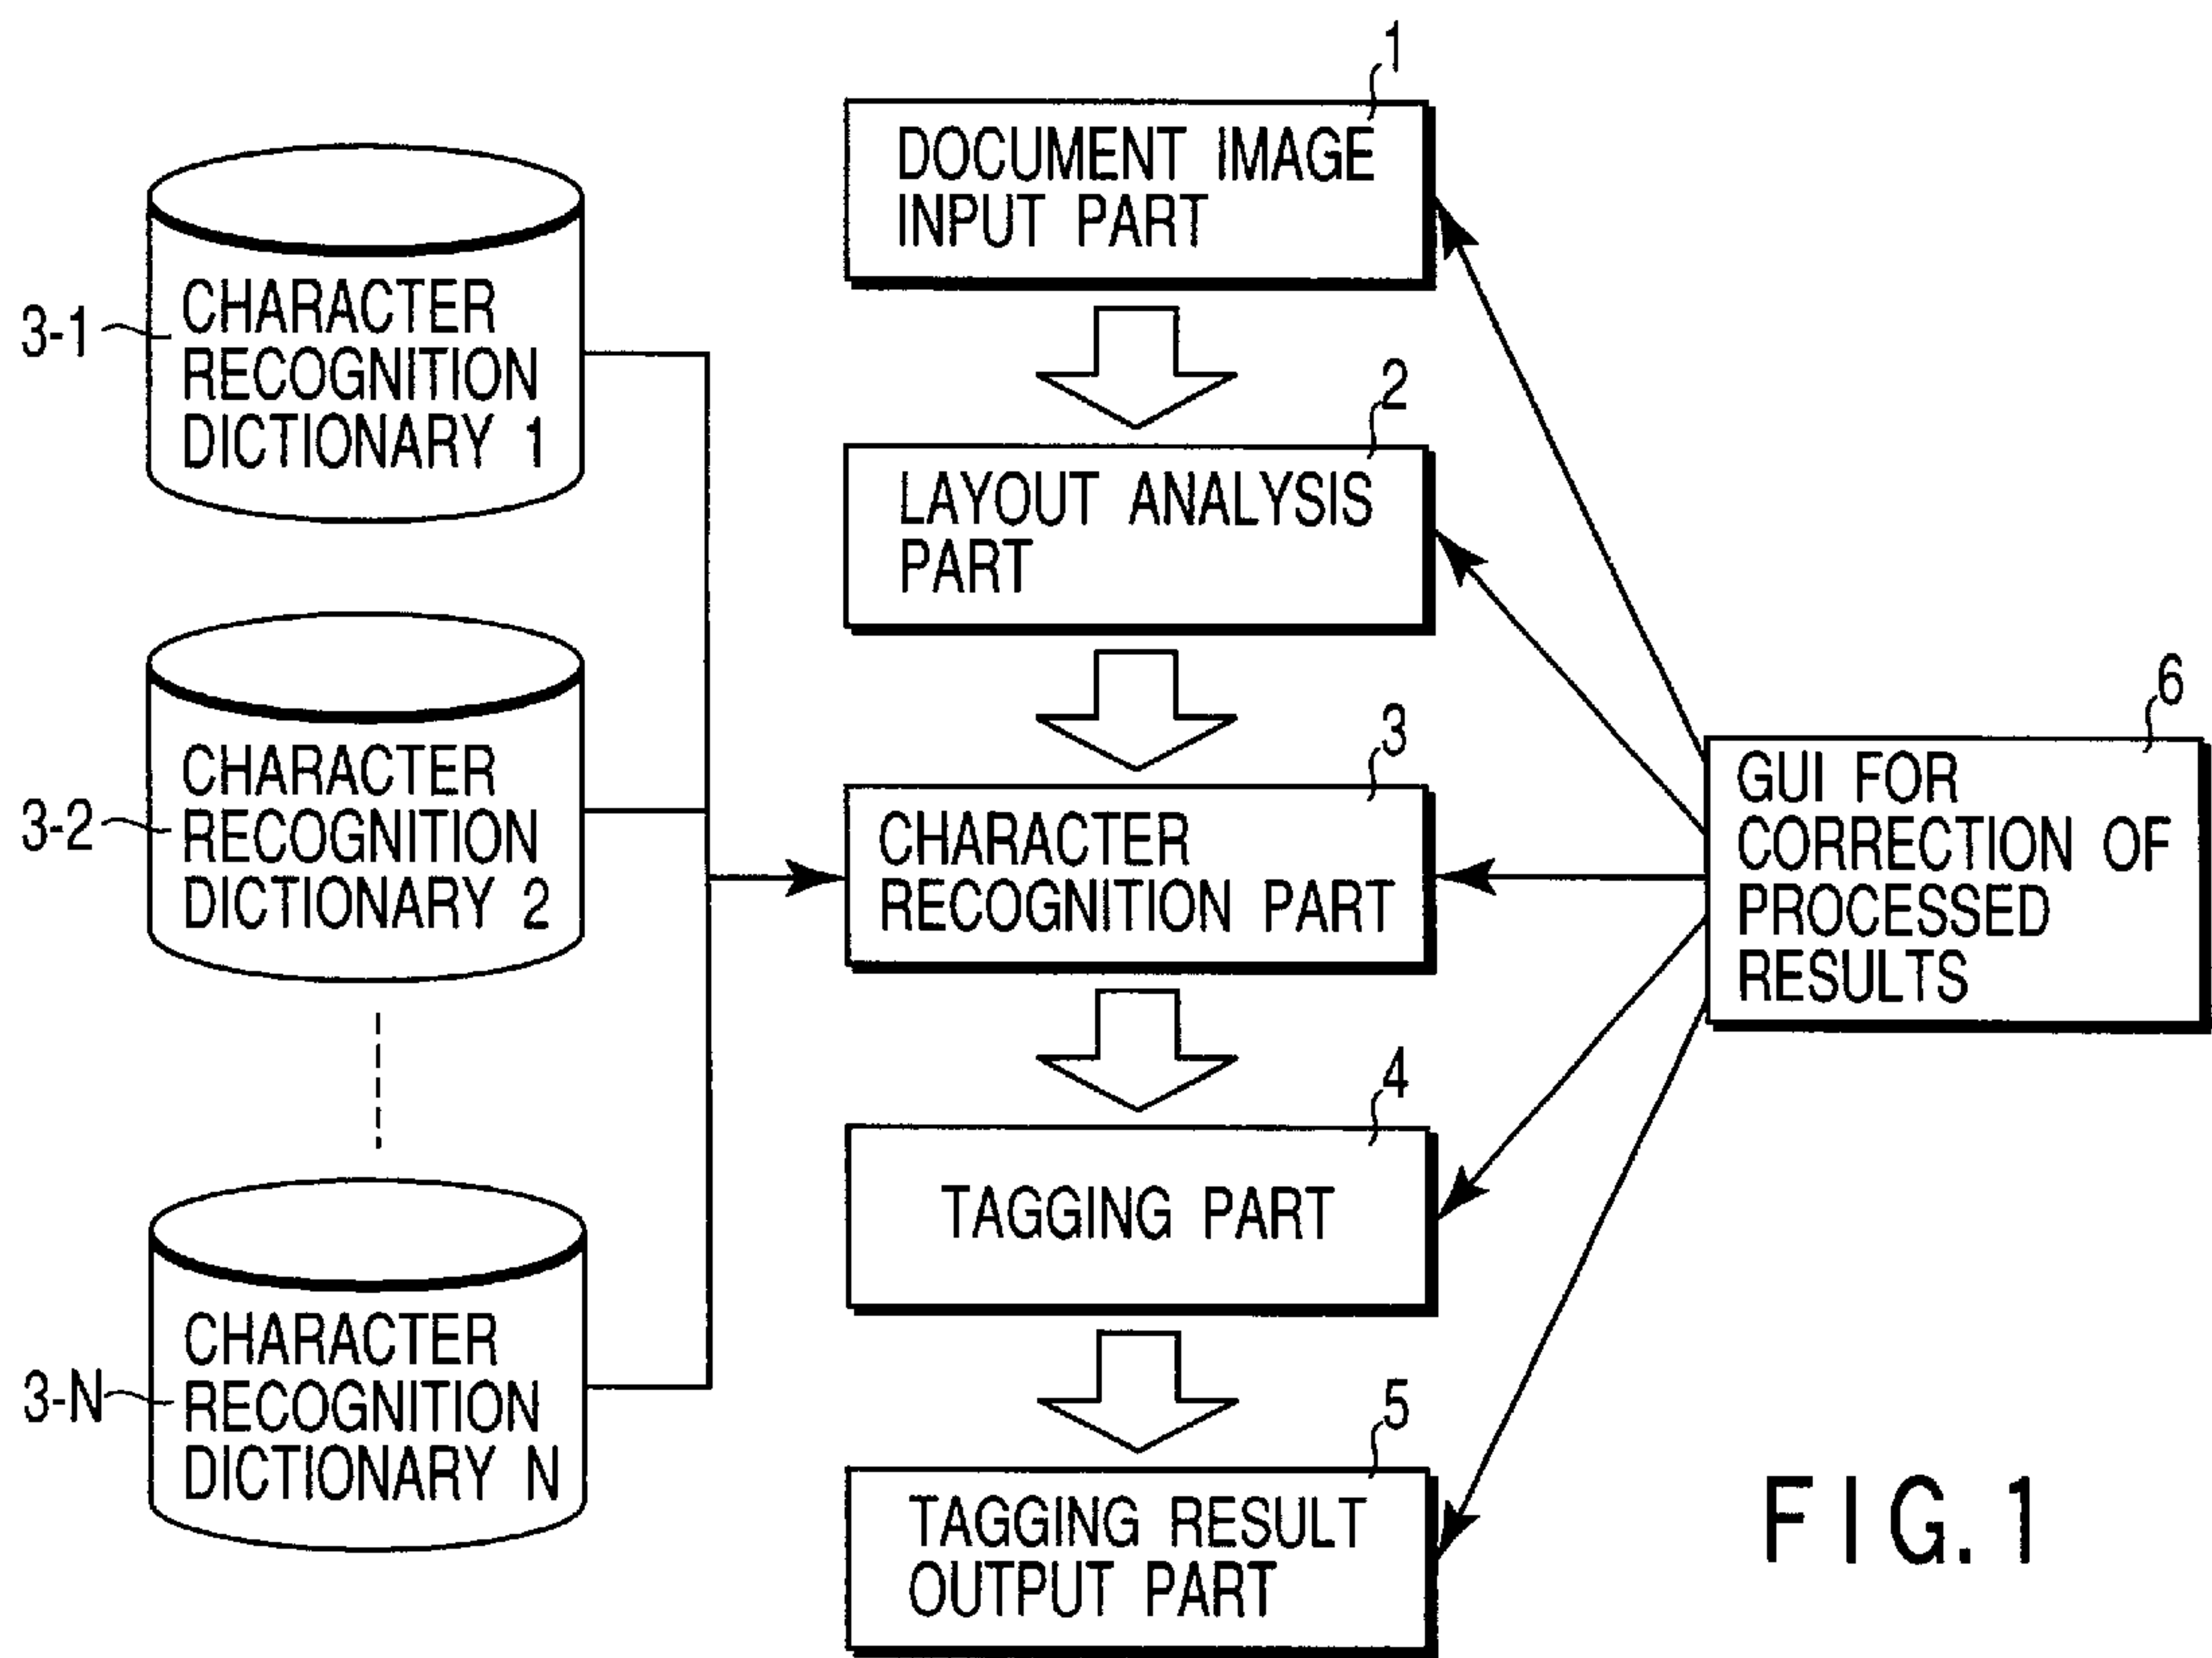 1
DOCUMENT IMAGE
INPUT PART
3-1
CHARACTER
RECOGNITION
DICTIONARY 1
2
LAYOUT ANALYSIS
PART
3-2
CHARACTER
RECOGNITION
DICTIONARY 2
3
CHARACTER
RECOGNITION PART
6
GUI FOR
CORRECTION OF
PROCESSED
RESULTS
4
TAGGING PART
3-N
CHARACTER
RECOGNITION
DICTIONARY N
5
TAGGING RESULT
OUTPUT PART
FIG. 1